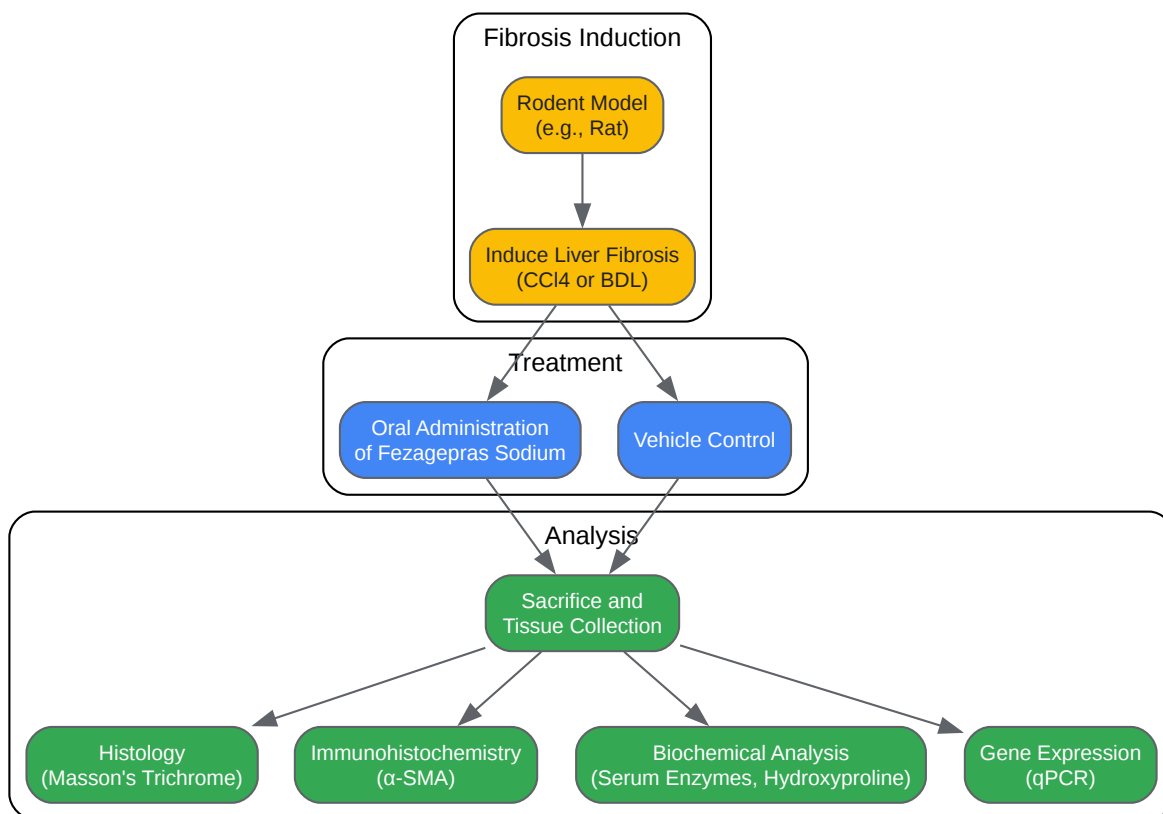 Fibrosis Induction
Rodent Model
(e.g., Rat)
Induce Liver Fibrosis
(CCl4 or BDL)
Treatment
Oral Administration
of Fezagepras Sodium
Vehicle Control
Analysis
Sacrifice and
Tissue Collection
Histology
(Masson's Trichrome)
Immunohistochemistry
(α-SMA)
Biochemical Analysis
(Serum Enzymes, Hydroxyproline)
Gene Expression
(qPCR)